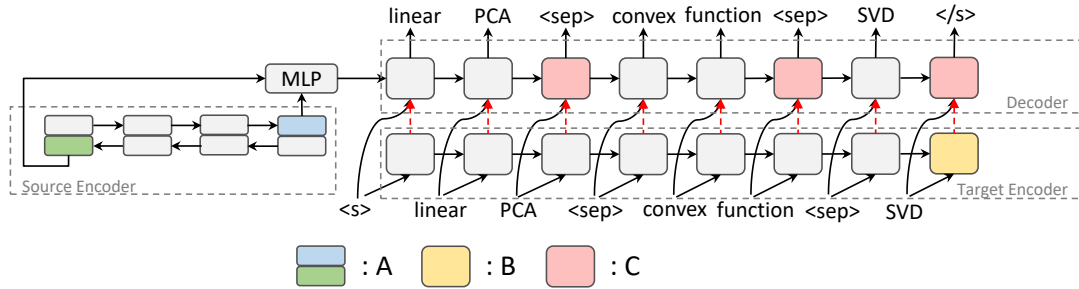 linear PCA <sep> convex function <sep> SVD </s>
MLP
Decoder
Source Encoder
Target Encoder
<s> linear PCA <sep> convex function <sep> SVD
: A : B : C